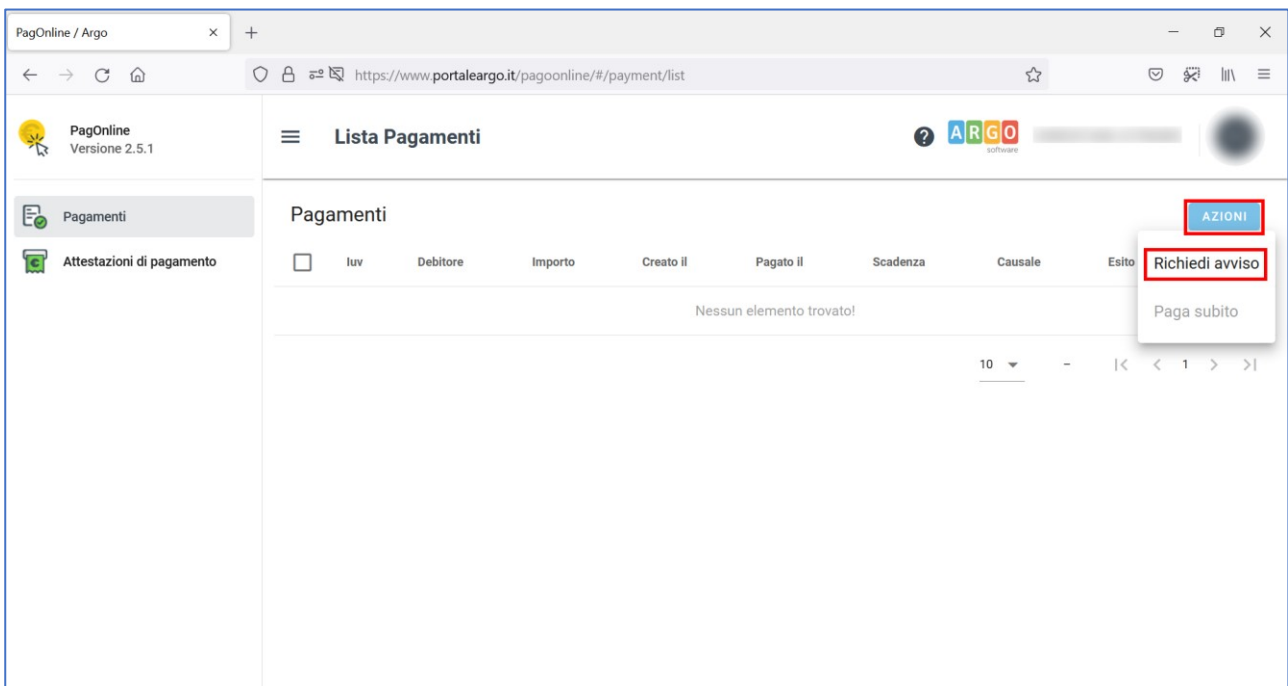 PagOnline / Argo
https://www.portaleargo.it/pagoonline/#/payment/list
PagOnline
Versione 2.5.1
Lista Pagamenti
ARGO
software
Pagamenti
Attestazioni di pagamento
Pagamenti
AZIONI
Iuv Debitore Importo Creato il Pagato il Scadenza Causale Esito
Richiedi avviso
Paga subito
Nessun elemento trovato!
10 – |< < 1 > >|